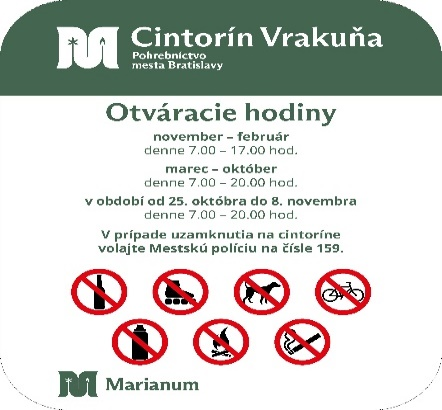 Cintorín Vrakuňa
Pohrebníctvo
mesta Bratislavy
Otváracie hodiny
november – február
denne 7.00 – 17.00 hod.
marec – október
denne 7.00 – 20.00 hod.
v období od 25. októbra do 8. novembra
denne 7.00 – 20.00 hod.
V prípade uzamknutia na cintoríne
volajte Mestskú políciu na čísle 159.
Marianum